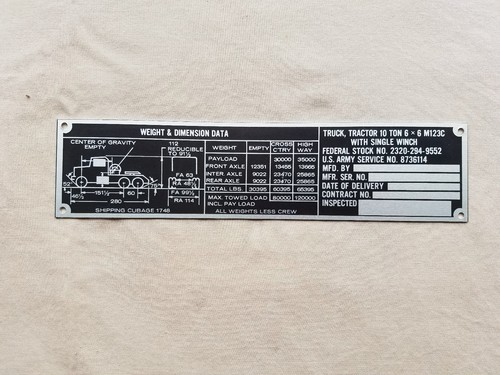 WEIGHT & DIMENSION DATA
CENTER OF GRAVITY
EMPTY
112
REDUCIBLE
TO 91½
52
46½
151½
60
280
FA 63
RA 48½
FA 99½
RA 114
SHIPPING CUBAGE 1748
WEIGHT EMPTY CROSS CTRY HIGH WAY
PAYLOAD 30000 35000
FRONT AXLE 12351 13455 13665
INTER. AXLE 9022 23470 25865
REAR AXLE 9022 23470 25865
TOTAL LBS. 30395 60395 65395
MAX. TOWED LOAD 80000 120000
INCL. PAY LOAD
ALL WEIGHTS LESS CREW
TRUCK, TRACTOR 10 TON 6 × 6 M123C
WITH SINGLE WINCH
FEDERAL STOCK NO. 2320-294-9552
U.S. ARMY SERVICE NO. 8736114
MFD. BY
MFR. SER. NO.
DATE OF DELIVERY
CONTRACT NO.
INSPECTED